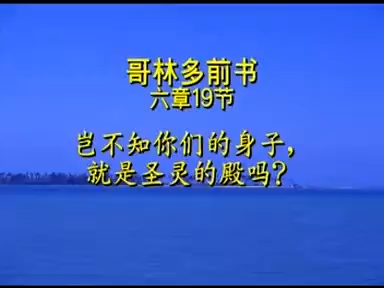 哥林多前书
六章19节
岂不知你们的身子，
就是圣灵的殿吗？